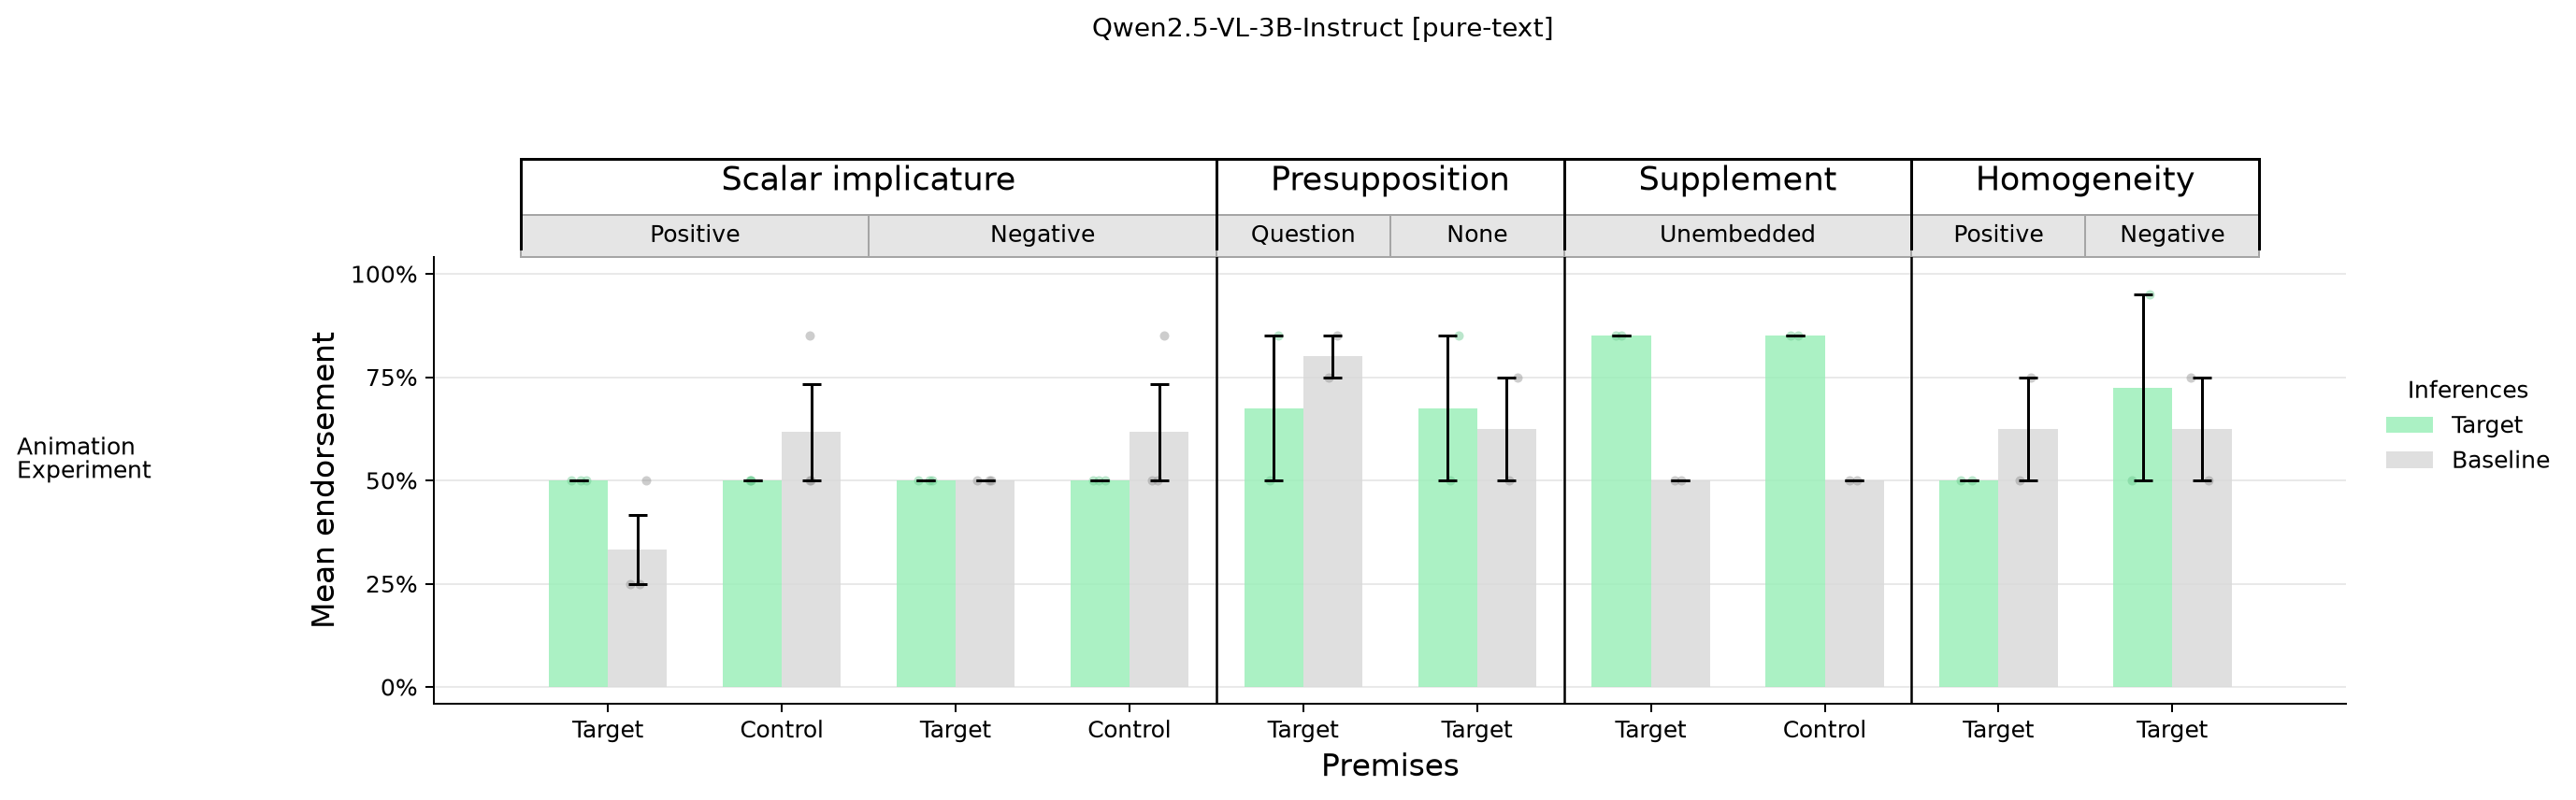 Qwen2.5-VL-3B-Instruct [pure-text]
Scalar implicature Presupposition Supplement Homogeneity
Positive Negative Question None Unembedded Positive Negative
100%
75%
50%
25%
0%
Mean endorsement
Animation
Experiment
Inferences
Target
Baseline
Target Control Target Control Target Target Target Control Target Target
Premises